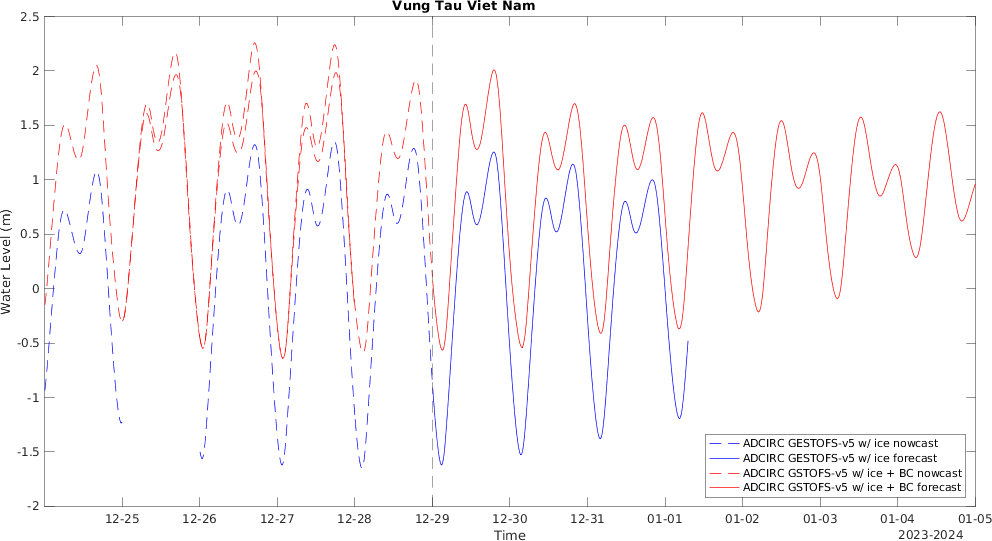 Vung Tau Viet Nam
2.5
2
1.5
1
0.5
0
-0.5
-1
-1.5
-2
Water Level (m)
12-25 12-26 12-27 12-28 12-29 12-30 12-31 01-01 01-02 01-03 01-04 01-05
Time
2023-2024
ADCIRC GESTOFS-v5 w/ ice nowcast
ADCIRC GESTOFS-v5 w/ ice forecast
ADCIRC GSTOFS-v5 w/ ice + BC nowcast
ADCIRC GSTOFS-v5 w/ ice + BC forecast